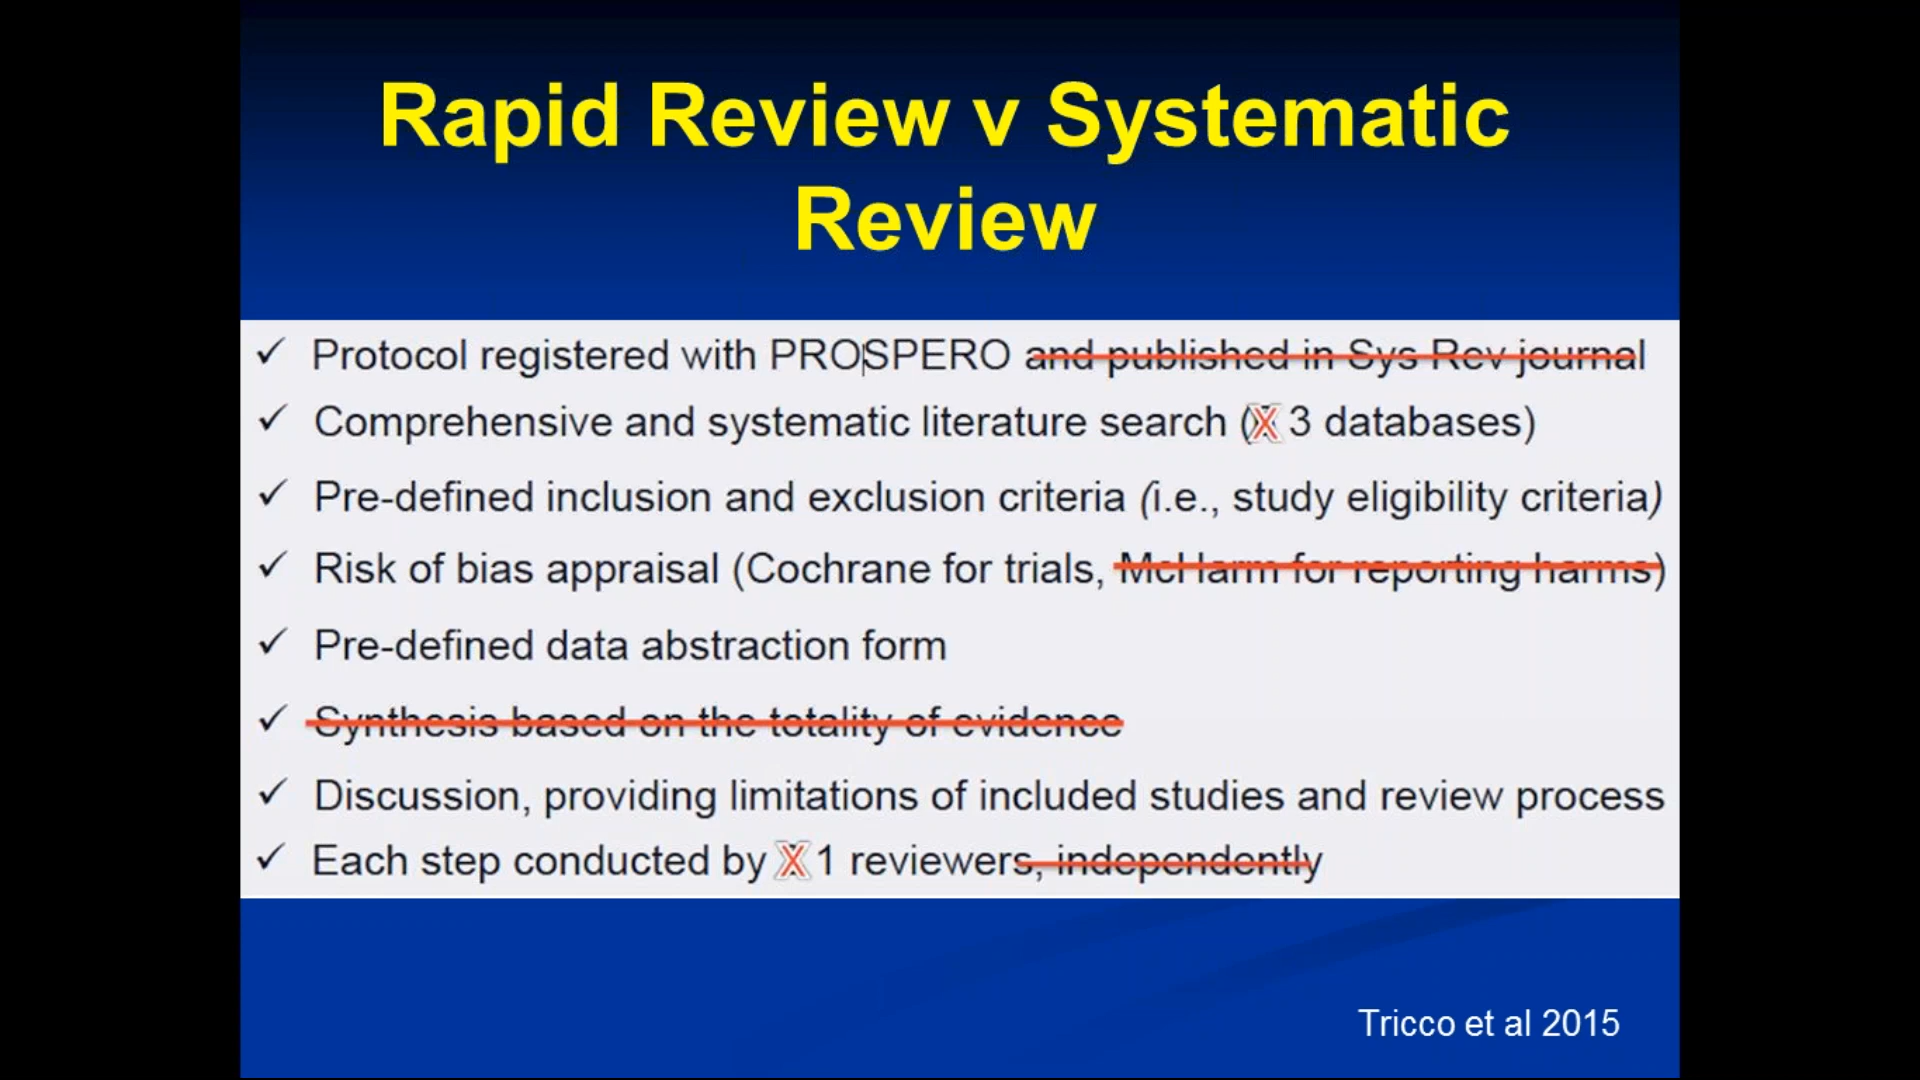 Rapid Review v Systematic
Review
✓ Protocol registered with PROSPERO and published in Sys Rev journal
✓ Comprehensive and systematic literature search (X 3 databases)
✓ Pre-defined inclusion and exclusion criteria (i.e., study eligibility criteria)
✓ Risk of bias appraisal (Cochrane for trials, McHarm for reporting harms)
✓ Pre-defined data abstraction form
✓ Synthesis based on the totality of evidence
✓ Discussion, providing limitations of included studies and review process
✓ Each step conducted by X 1 reviewers, independently
Tricco et al 2015